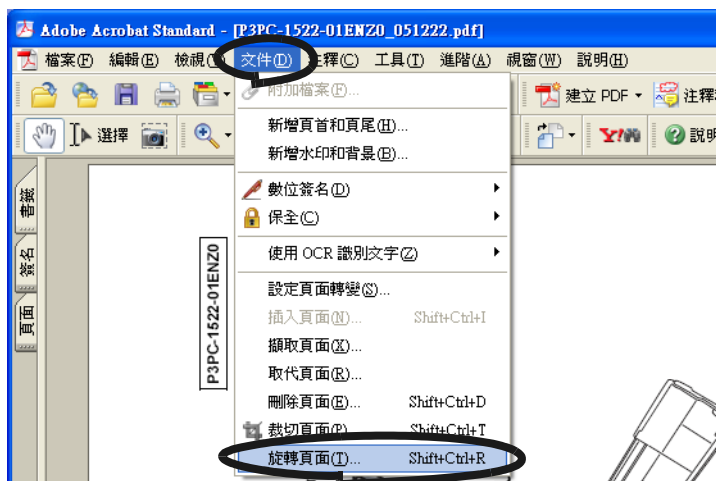 Adobe Acrobat Standard - [P3PC-1522-01ENZ0_051222.pdf]
檔案(F) 編輯(E) 檢視( 文件(D) 註釋(C) 工具(T) 進階(A) 視窗(W) 說明(H)
附加檔案(F)...
建立 PDF 註釋
新增頁首和頁尾(H)...
選擇
Y!
說明
新增水印和背景(B)...
數位簽名(D)
保全(C)
書籤
使用 OCR 識別文字(Z)
簽名
設定頁面轉變(S)...
插入頁面(N)... Shift+Ctrl+I
頁面
擷取頁面(X)...
P3PC-1522-01ENZ0
取代頁面(R)...
刪除頁面(E)... Shift+Ctrl+D
裁切頁面(P)... Shift+Ctrl+T
旋轉頁面(T)... Shift+Ctrl+R